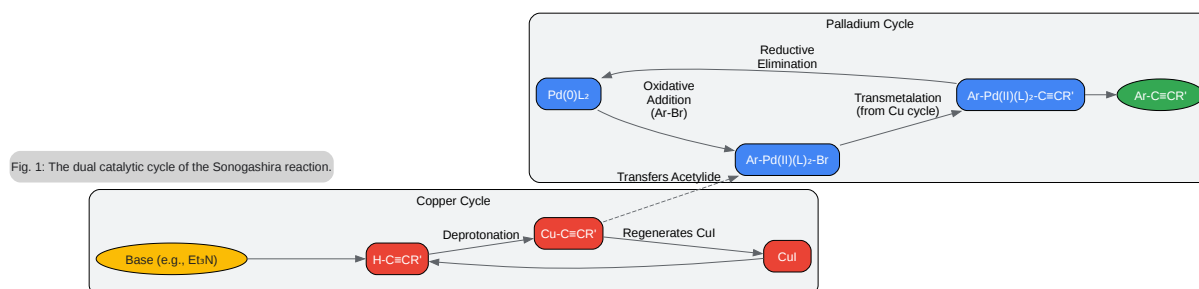 Palladium Cycle
Reductive
Elimination
Pd(0)L₂
Oxidative
Addition
(Ar-Br)
Transmetalation
(from Cu cycle)
Ar-Pd(II)(L)₂-C≡CR'
Ar-C≡CR'
Ar-Pd(II)(L)₂-Br
Fig. 1: The dual catalytic cycle of the Sonogashira reaction.
Transfers Acetylide
Copper Cycle
Base (e.g., Et₃N)
H-C≡CR'
Deprotonation
Cu-C≡CR'
Regenerates CuI
CuI